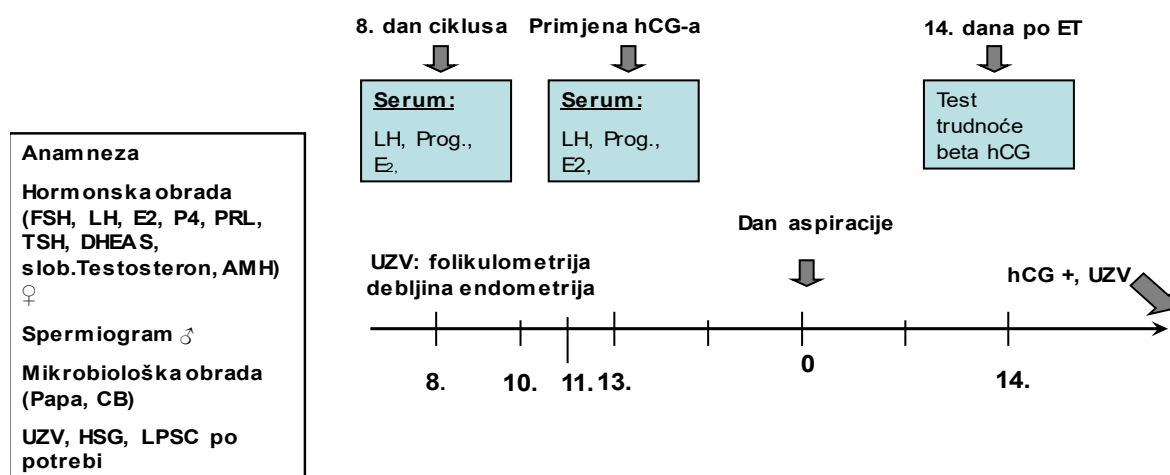 8. dan ciklusa
Primjena hCG-a
14. dana po ET
Serum:
LH, Prog.,
E2,
Serum:
LH, Prog.,
E2,
Test
trudnoće
beta hCG
Anamneza
Hormonska obrada
(FSH, LH, E2, P4, PRL,
TSH, DHEAS,
slob.Testosteron, AMH)
♀
Spermiogram ♂
Mikrobiološka obrada
(Papa, CB)
UZV, HSG, LPSC po
potrebi
Dan aspiracije
UZV: folikulometrija
debljina endometrija
hCG +, UZV
8.
10.
11.
13.
0
14.